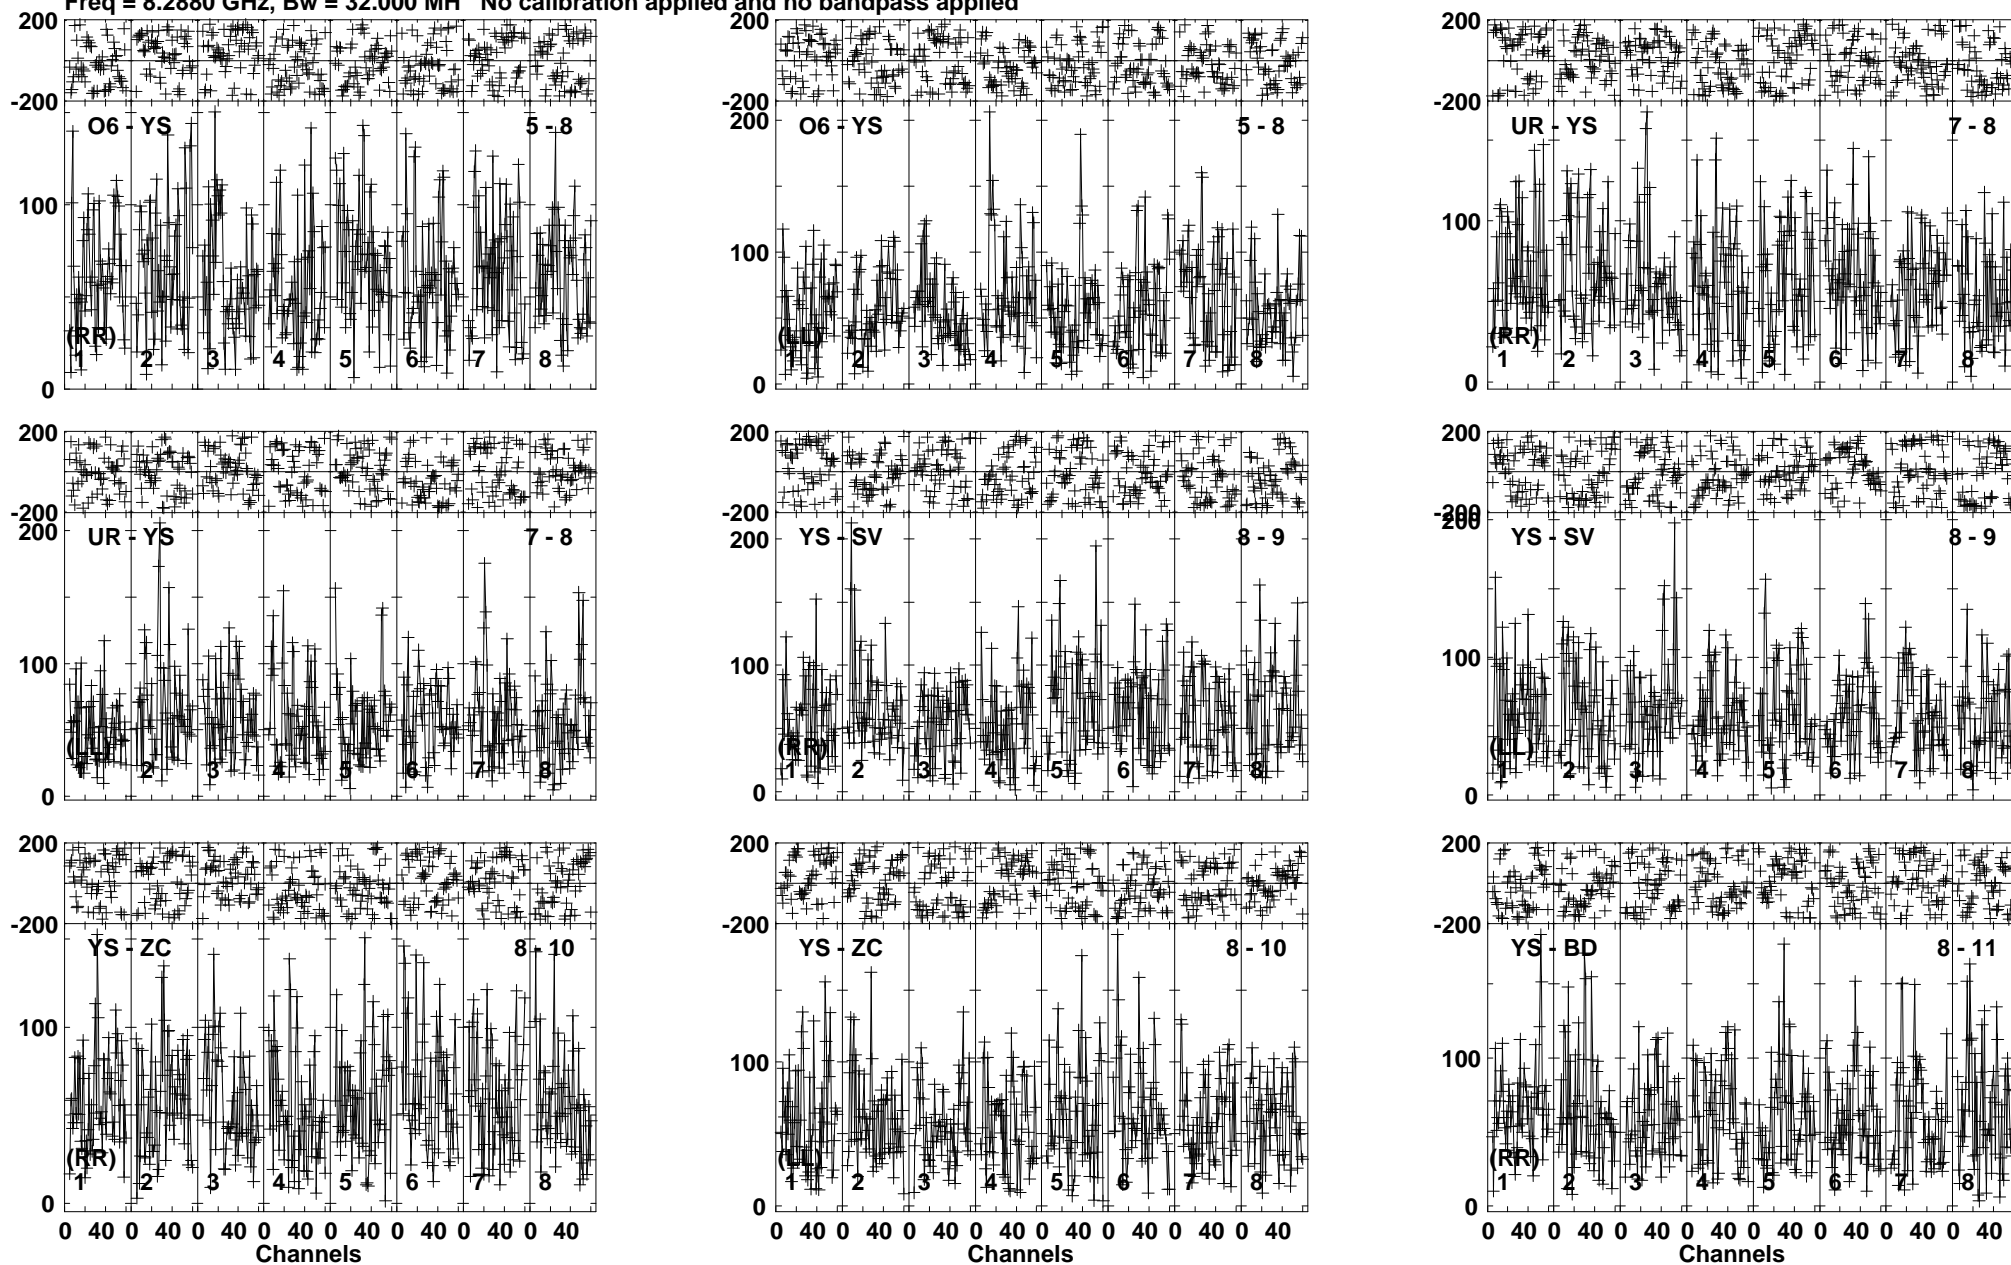 Freq = 8.2880 GHz, Bw = 32.000 MH No calibration applied and no bandpass applied
200 200 200
-200 -200 -200
O6 - YS 5 - 8 O6 - YS 5 - 8 UR - YS 7 - 8
200
100 100 100
(RR) (LL) (RR)
1 2 3 4 5 6 7 8 1 2 3 4 5 6 7 8 1 2 3 4 5 6 7 8
0 0 0
200 200 200
-200 -200 -200
UR - YS 7 - 8 YS - SV 8 - 9 YS - SV 8 - 9
200 200 200
100 100 100
(LL) (RR) (LL)
1 2 3 4 5 6 7 8 1 2 3 4 5 6 7 8 1 2 3 4 5 6 7 8
0 0 0
200 200 200
-200 -200 -200
YS - ZC 8 - 10 YS - ZC 8 - 10 YS - BD 8 - 11
100 100 100
(RR) (LL) (RR)
1 2 3 4 5 6 7 8 1 2 3 4 5 6 7 8 1 2 3 4 5 6 7 8
0 0 0
0 40 0 40 0 40 0 40 0 40 0 40 0 40 0 40 0 40 0 40 0 40 0 40 0 40 0 40 0 40 0 40 0 40 0 40 0 40 0 40 0 40 0 40 0 40 0 40
Channels Channels Channels